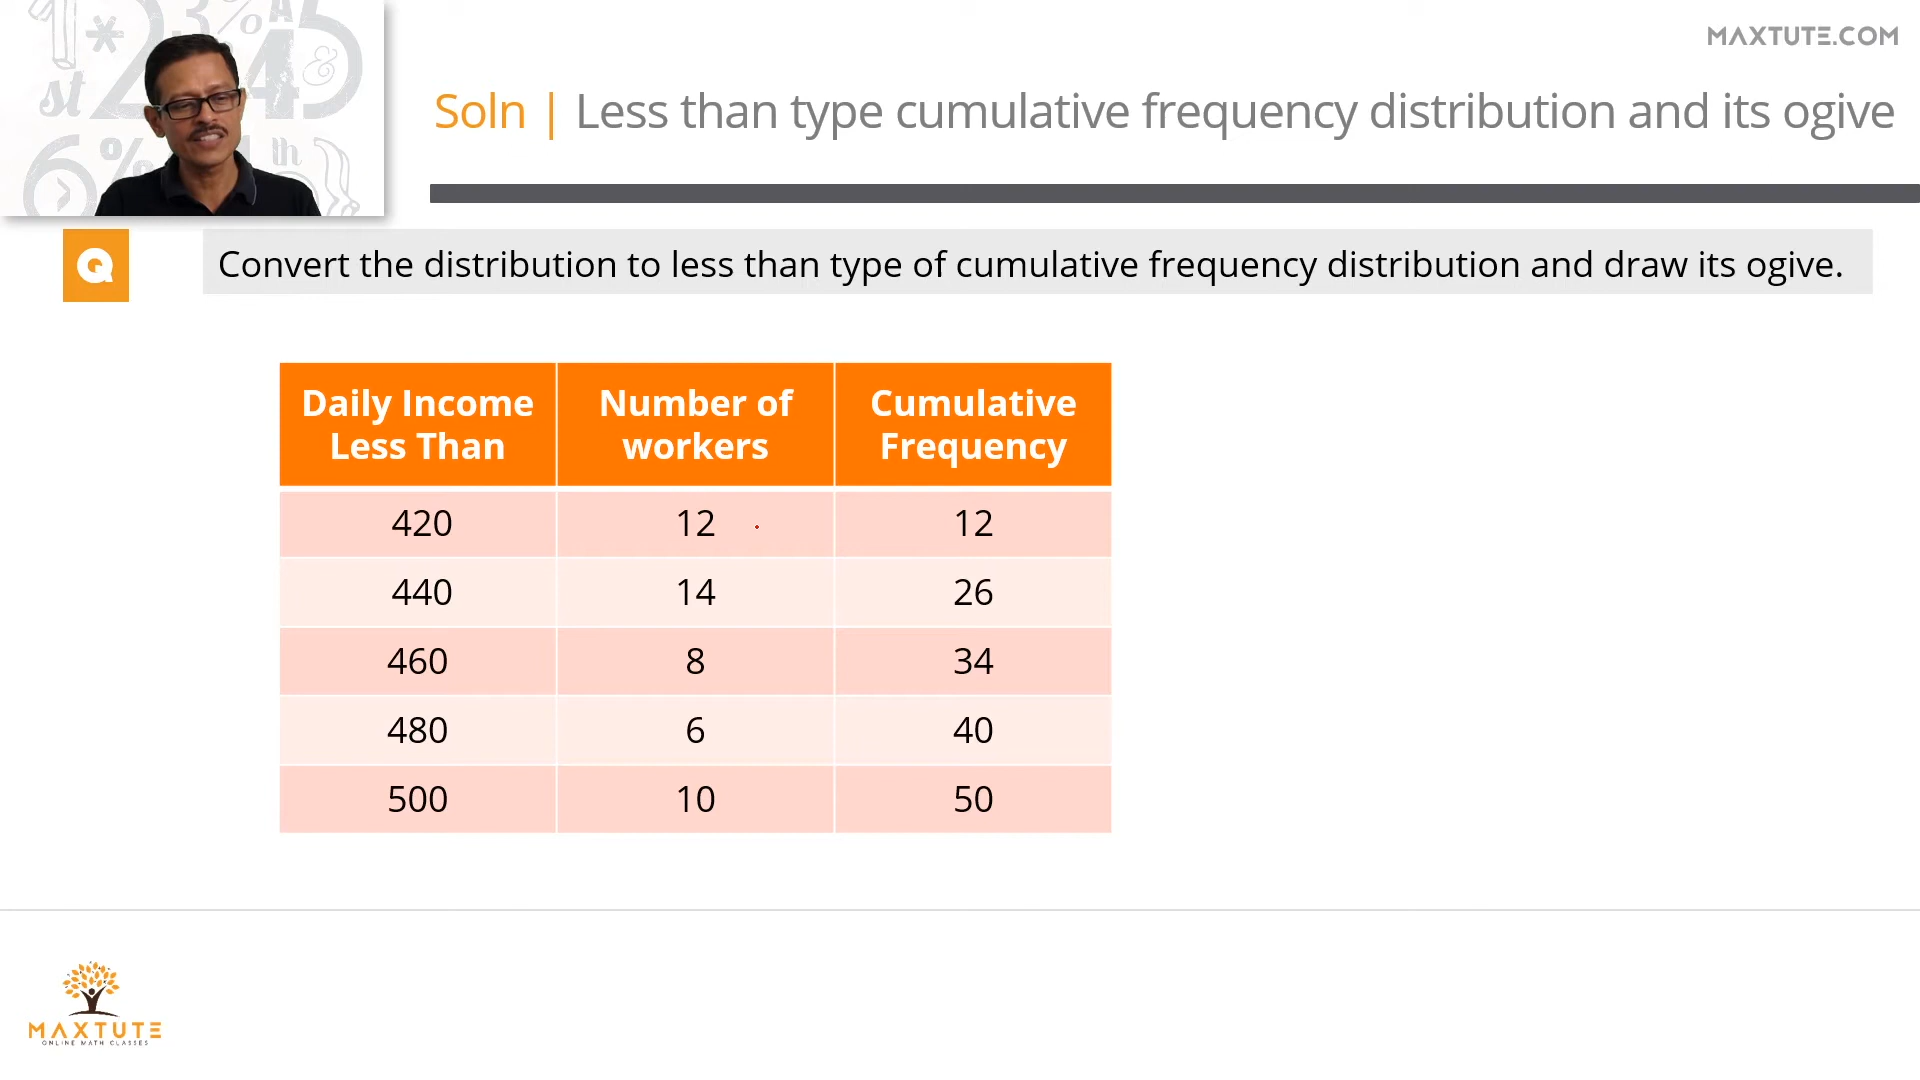 MAXTUTE.COM
Soln | Less than type cumulative frequency distribution and its ogive
Q
Convert the distribution to less than type of cumulative frequency distribution and draw its ogive.
Daily Income Less Than Number of workers Cumulative Frequency
420 12 12
440 14 26
460 8 34
480 6 40
500 10 50
MAXTUTE
ONLINE MATH CLASSES